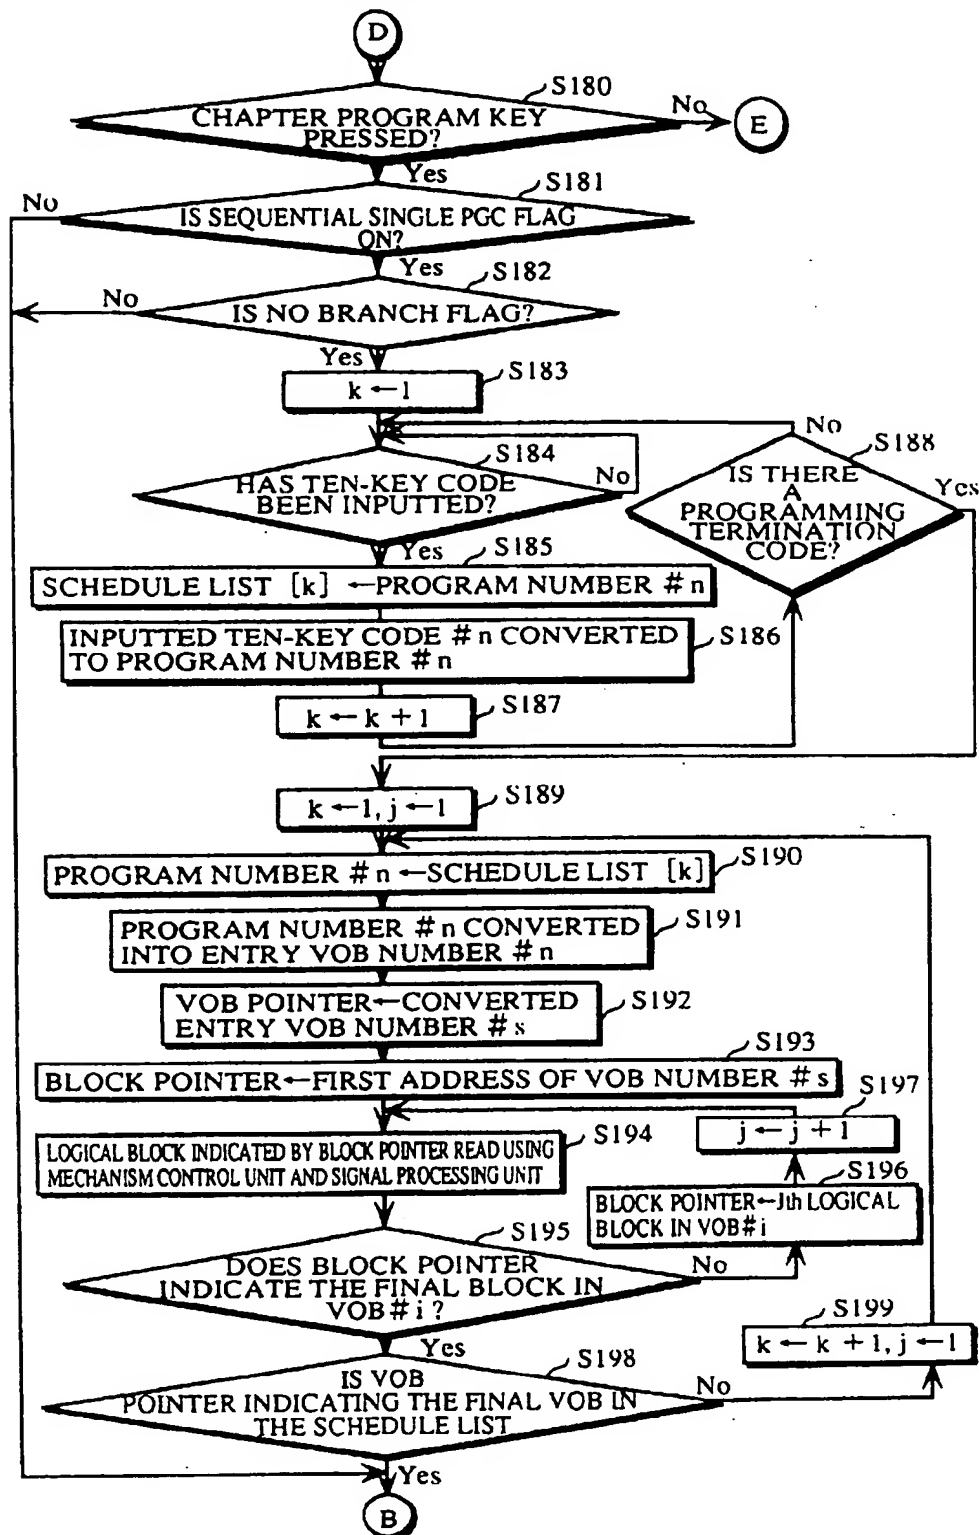 D
S180
CHAPTER PROGRAM KEY
PRESSED?
No
E
Yes
S181
No
IS SEQUENTIAL SINGLE PGC FLAG
ON?
Yes
S182
No
IS NO BRANCH FLAG?
Yes
S183
k ← 1
No
S188
S184
HAS TEN-KEY CODE
BEEN INPUTTED?
No
IS THERE
A
PROGRAMMING
TERMINATION
CODE?
Yes
Yes
S185
SCHEDULE LIST [k] ←PROGRAM NUMBER #n
INPUTTED TEN-KEY CODE #n CONVERTED
TO PROGRAM NUMBER #n
S186
S187
k ← k + 1
S189
k ←1, j ←1
S190
PROGRAM NUMBER #n ←SCHEDULE LIST [k]
S191
PROGRAM NUMBER #n CONVERTED
INTO ENTRY VOB NUMBER #n
VOB POINTER←CONVERTED
ENTRY VOB NUMBER #s
S192
S193
BLOCK POINTER←FIRST ADDRESS OF VOB NUMBER #s
S197
j ← j + 1
S194
LOGICAL BLOCK INDICATED BY BLOCK POINTER READ USING
MECHANISM CONTROL UNIT AND SIGNAL PROCESSING UNIT
S196
BLOCK POINTER←Jth LOGICAL
BLOCK IN VOB#i
S195
DOES BLOCK POINTER
INDICATE THE FINAL BLOCK IN
VOB#i?
No
Yes
S199
k ← k + 1, j ←1
S198
IS VOB
POINTER INDICATING THE FINAL VOB IN
THE SCHEDULE LIST
No
Yes
B